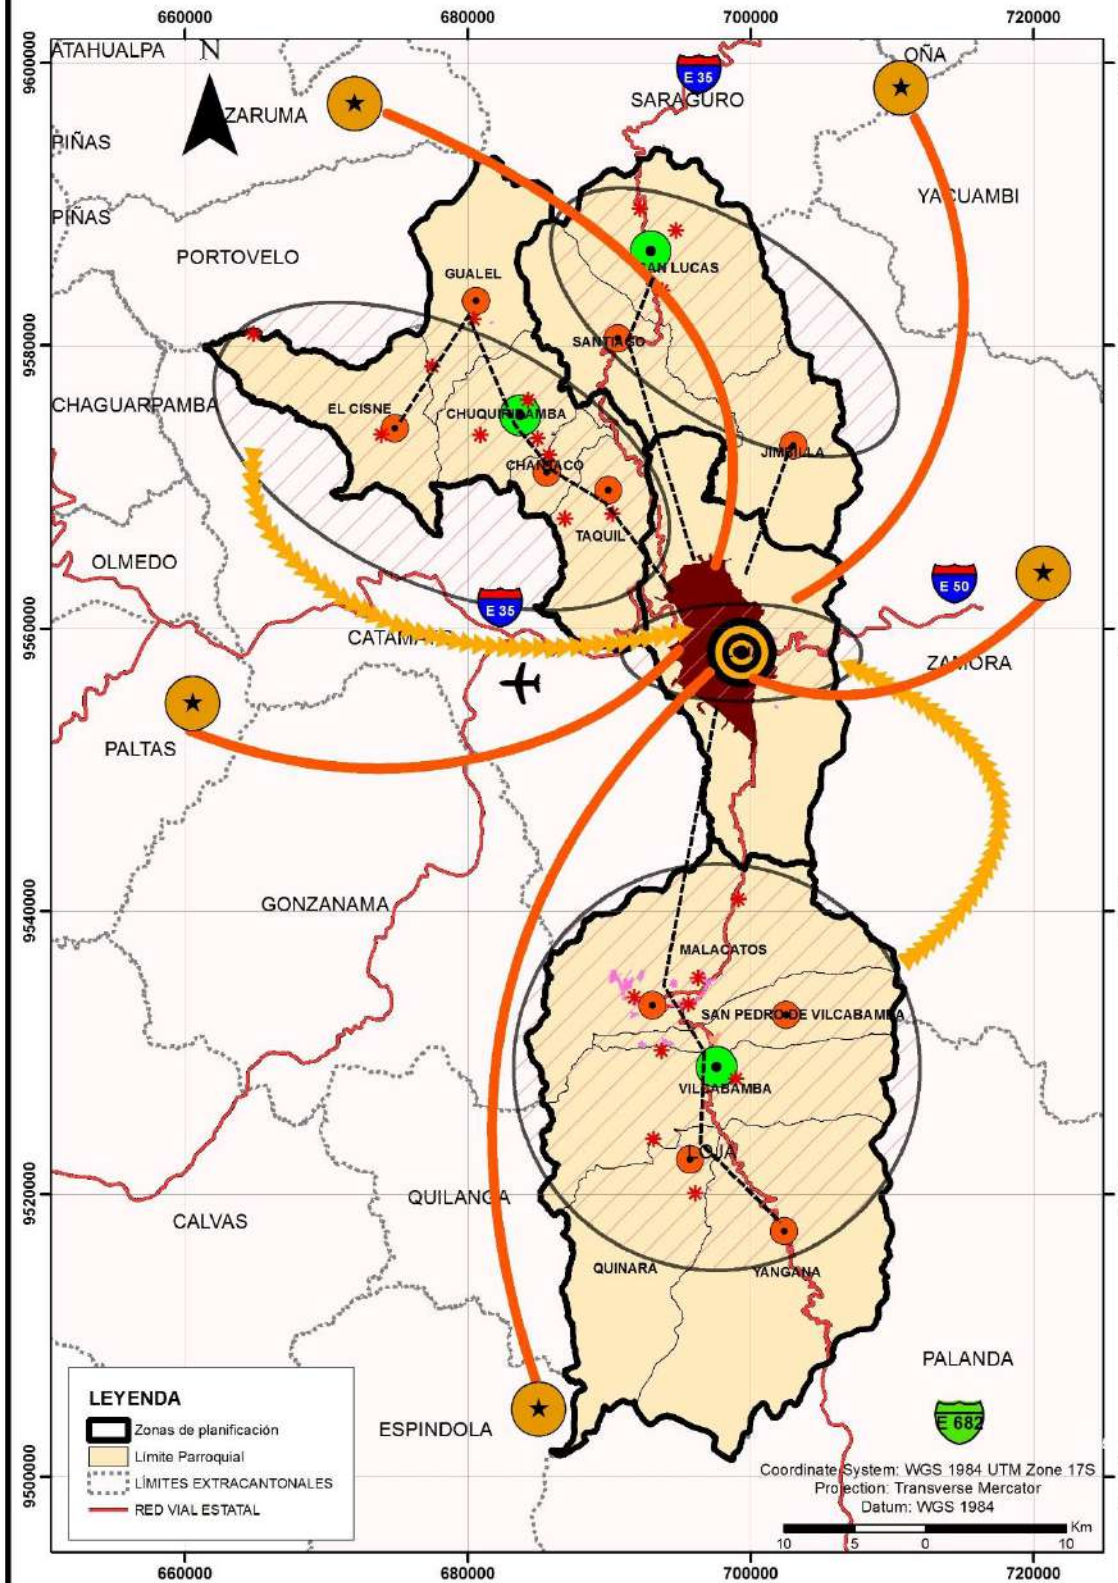 660000 680000 700000 720000
9600000
ATAHUALPA
N
OÑA
E 35
SARAGURO
ZARUMA
PIÑAS
YACUAMBI
PIÑAS
PORTOVELO
SAN LUCAS
GUALEL
9580000
SANTIAGO
CHAGUARPAMBA
EL CISNE
CHUQUIRIBAMBA
JIMBILLA
CHANTACO
TAQUIL
OLMEDO
E 50
E 35
9560000
CATAMAYO
ZAMORA
PALTAS
GONZANAMA
9540000
MALACATOS
SAN PEDRO DE VILCABAMBA
VILCABAMBA
LOJA
9520000
QUILANGA
CALVAS
QUINARA
YANGANA
PALANDA
LEYENDA
Zonas de planificación
Límite Parroquial
LÍMITES EXTRACANTONALES
RED VIAL ESTATAL
ESPINDOLA
E 682
9500000
Coordinate System: WGS 1984 UTM Zone 17S
Projection: Transverse Mercator
Datum: WGS 1984
Km
10 5 0 10
660000 680000 700000 720000